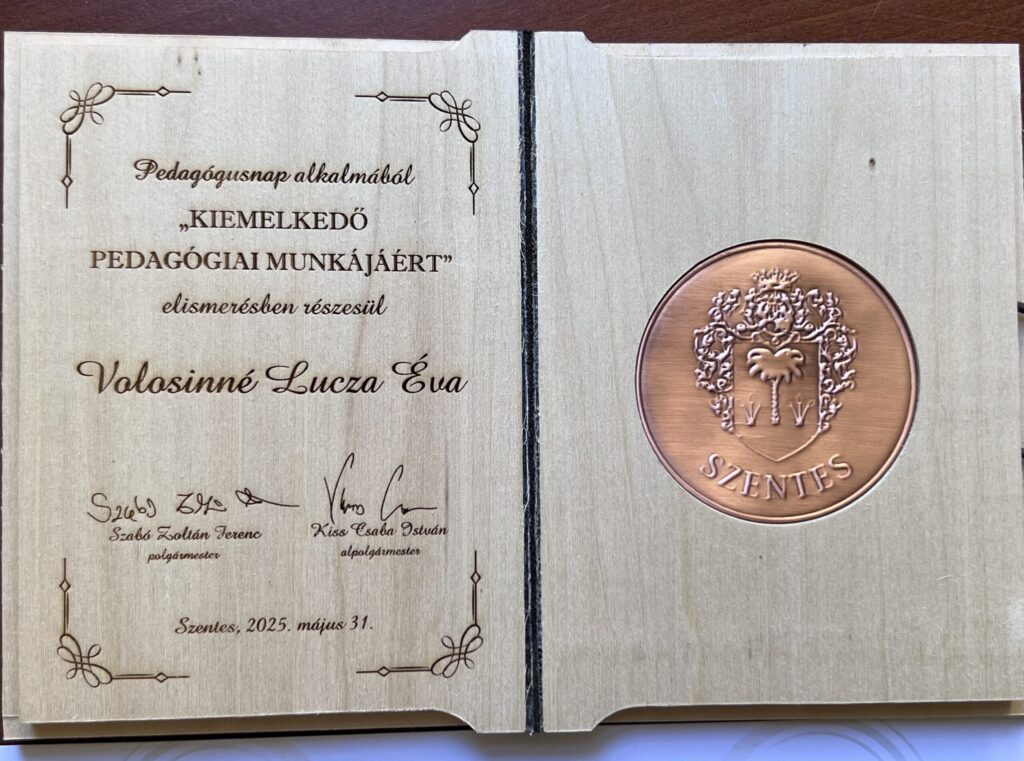 Pedagógusnap alkalmából
„KIEMELKEDŐ
PEDAGÓGIAI MUNKÁJÁÉRT”
elismerésben részesül
Volosinné Lucza Éva
Szabó Zoltán Ferenc
polgármester
Kiss Csaba István
alpolgármester
Szentes, 2025. május 31.
SZENTES